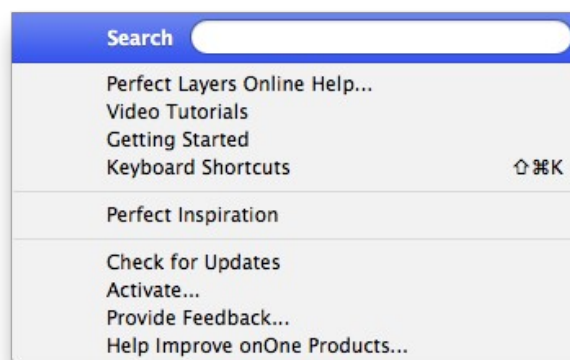 Search
Perfect Layers Online Help...
Video Tutorials
Getting Started
Keyboard Shortcuts ⇧⌘K
Perfect Inspiration
Check for Updates
Activate...
Provide Feedback...
Help Improve onOne Products...